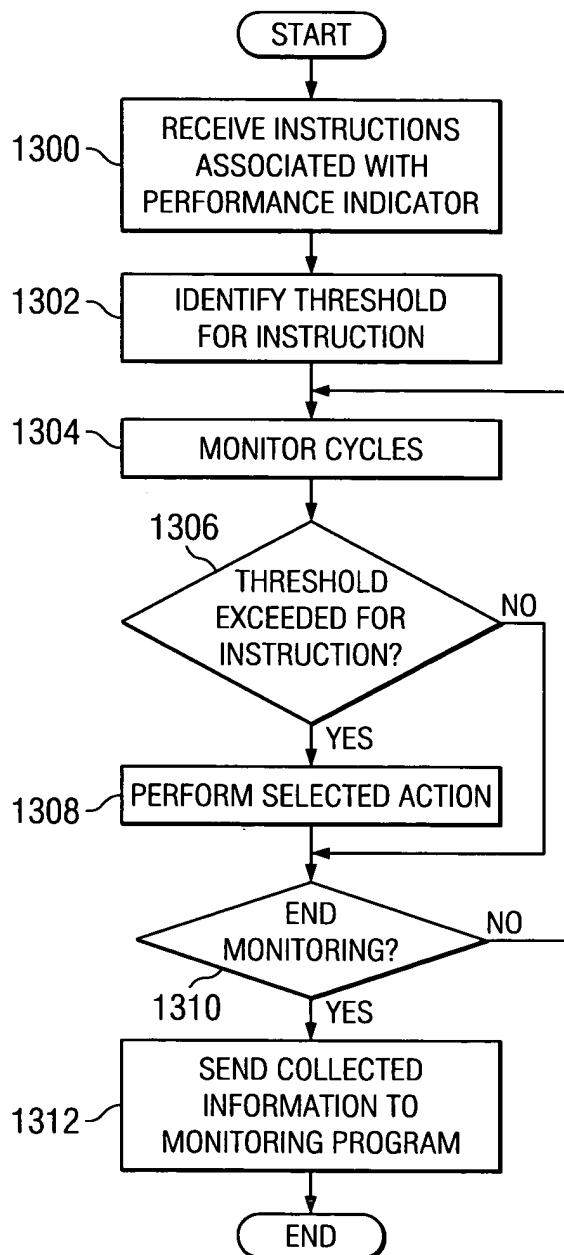 START
1300
RECEIVE INSTRUCTIONS
ASSOCIATED WITH
PERFORMANCE INDICATOR
1302
IDENTIFY THRESHOLD
FOR INSTRUCTION
1304
MONITOR CYCLES
1306
THRESHOLD
EXCEEDED FOR
INSTRUCTION?
NO
YES
1308
PERFORM SELECTED ACTION
END
MONITORING?
NO
1310
YES
1312
SEND COLLECTED
INFORMATION TO
MONITORING PROGRAM
END